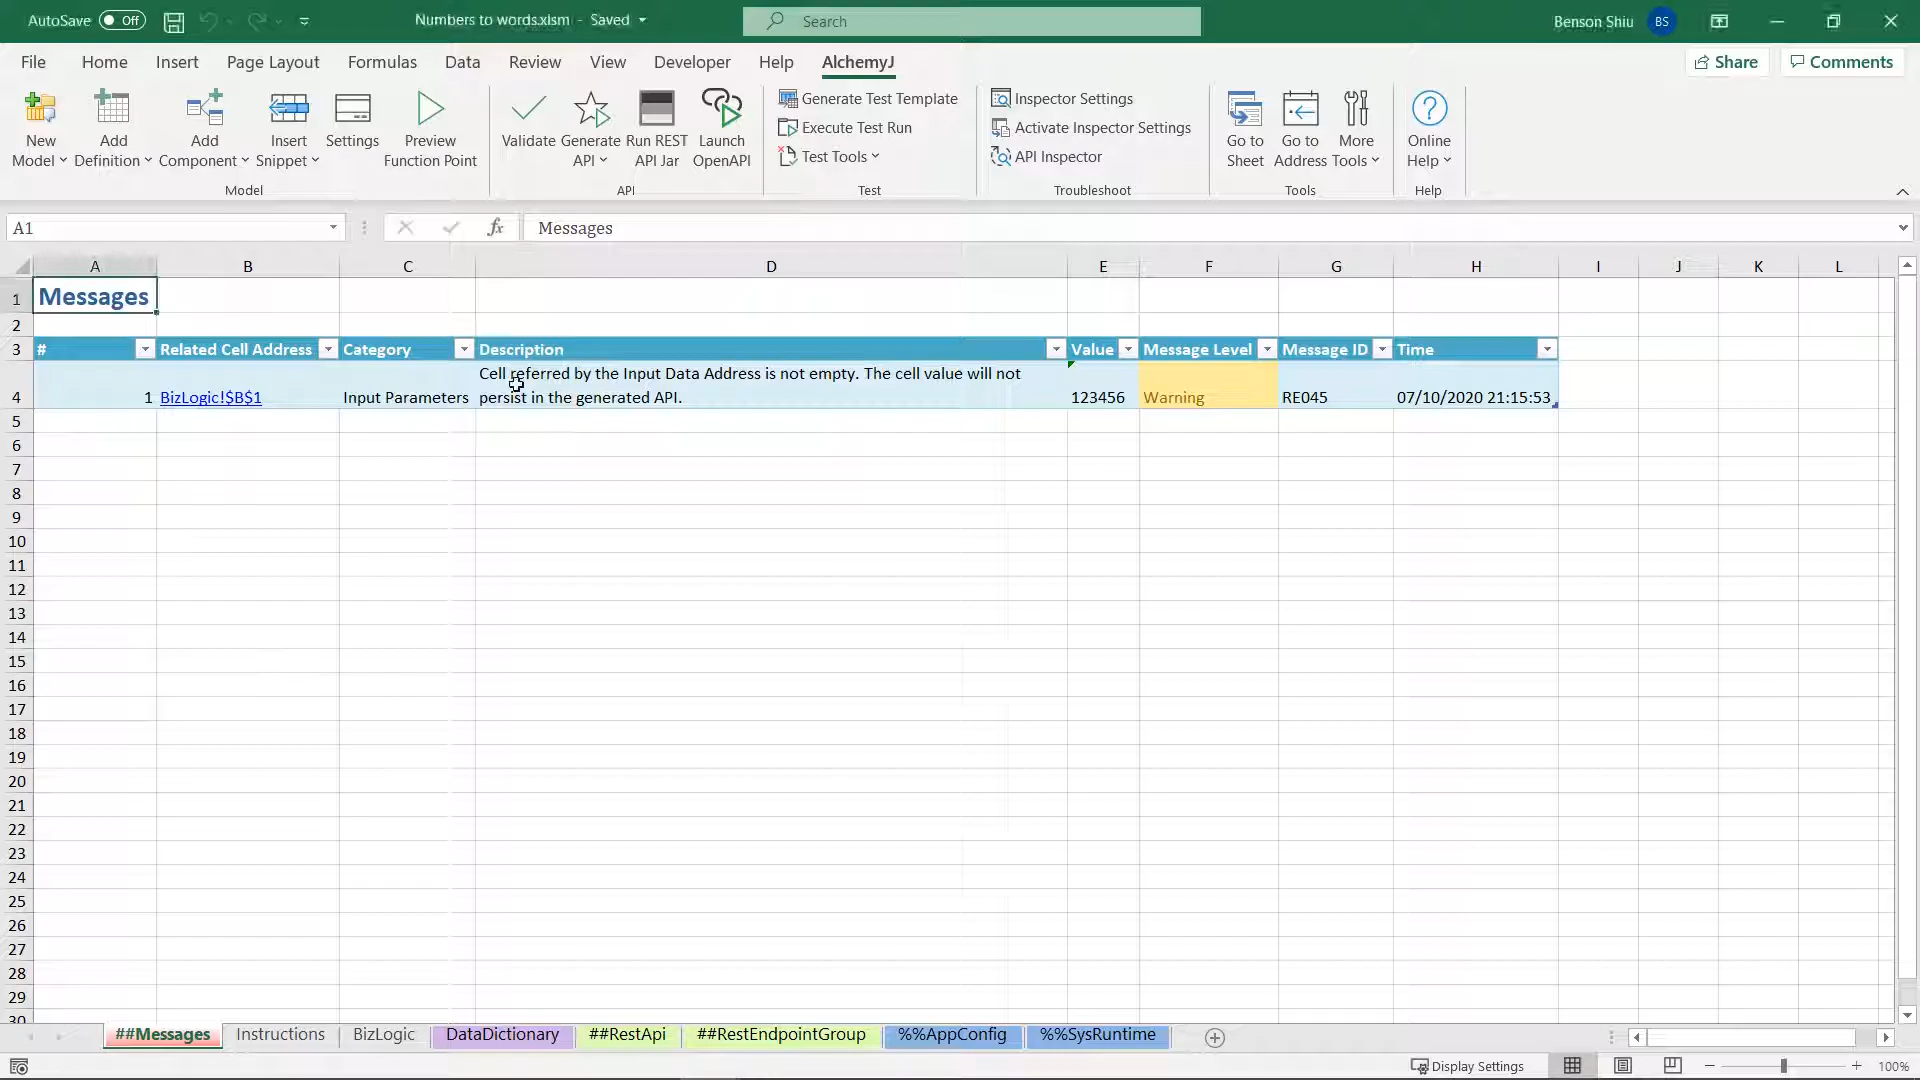 AutoSave Off Numbers to words.xlsm - Saved Search Benson Shiu BS
File Home Insert Page Layout Formulas Data Review View Developer Help AlchemyJ Share Comments
New Model
Add Definition
Add Component
Insert Snippet
Settings
Preview Function Point
Model
Validate
Generate API
Run REST API Jar
Launch OpenAPI
API
Generate Test Template
Execute Test Run
Test Tools
Test
Inspector Settings
Activate Inspector Settings
API Inspector
Troubleshoot
Go to Sheet
Go to Address
More Tools
Tools
Online Help
Help
A1 fx Messages
A B C D E F G H I J K L
1 Messages
2
3 # Related Cell Address Category Description Value Message Level Message ID Time
Cell referred by the Input Data Address is not empty. The cell value will not
4 1 BizLogic!$B$1 Input Parameters persist in the generated API. 123456 Warning RE045 07/10/2020 21:15:53
5
6
7
8
9
10
11
12
13
14
15
16
17
18
19
20
21
22
23
24
25
26
27
28
29
30
##Messages Instructions BizLogic DataDictionary ##RestApi ##RestEndpointGroup %%AppConfig %%SysRuntime
Display Settings 100%